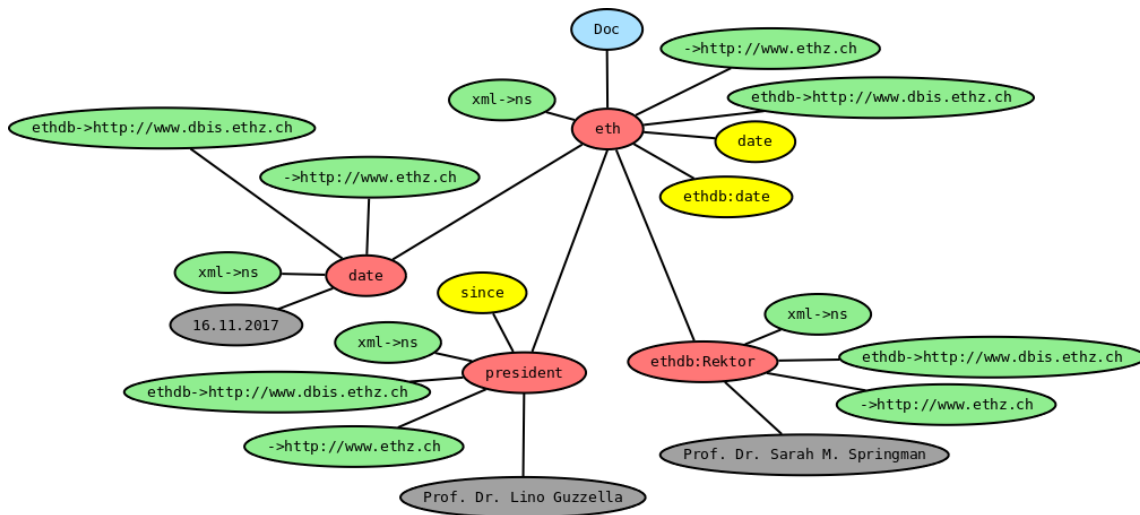 Doc
->http://www.ethz.ch
xml->ns
ethdb->http://www.dbis.ethz.ch
eth
ethdb->http://www.dbis.ethz.ch
date
->http://www.ethz.ch
ethdb:date
xml->ns
date
since
16.11.2017
xml->ns
xml->ns
president
ethdb:Rektor
ethdb->http://www.dbis.ethz.ch
ethdb->http://www.dbis.ethz.ch
->http://www.ethz.ch
->http://www.ethz.ch
Prof. Dr. Sarah M. Springman
Prof. Dr. Lino Guzzella